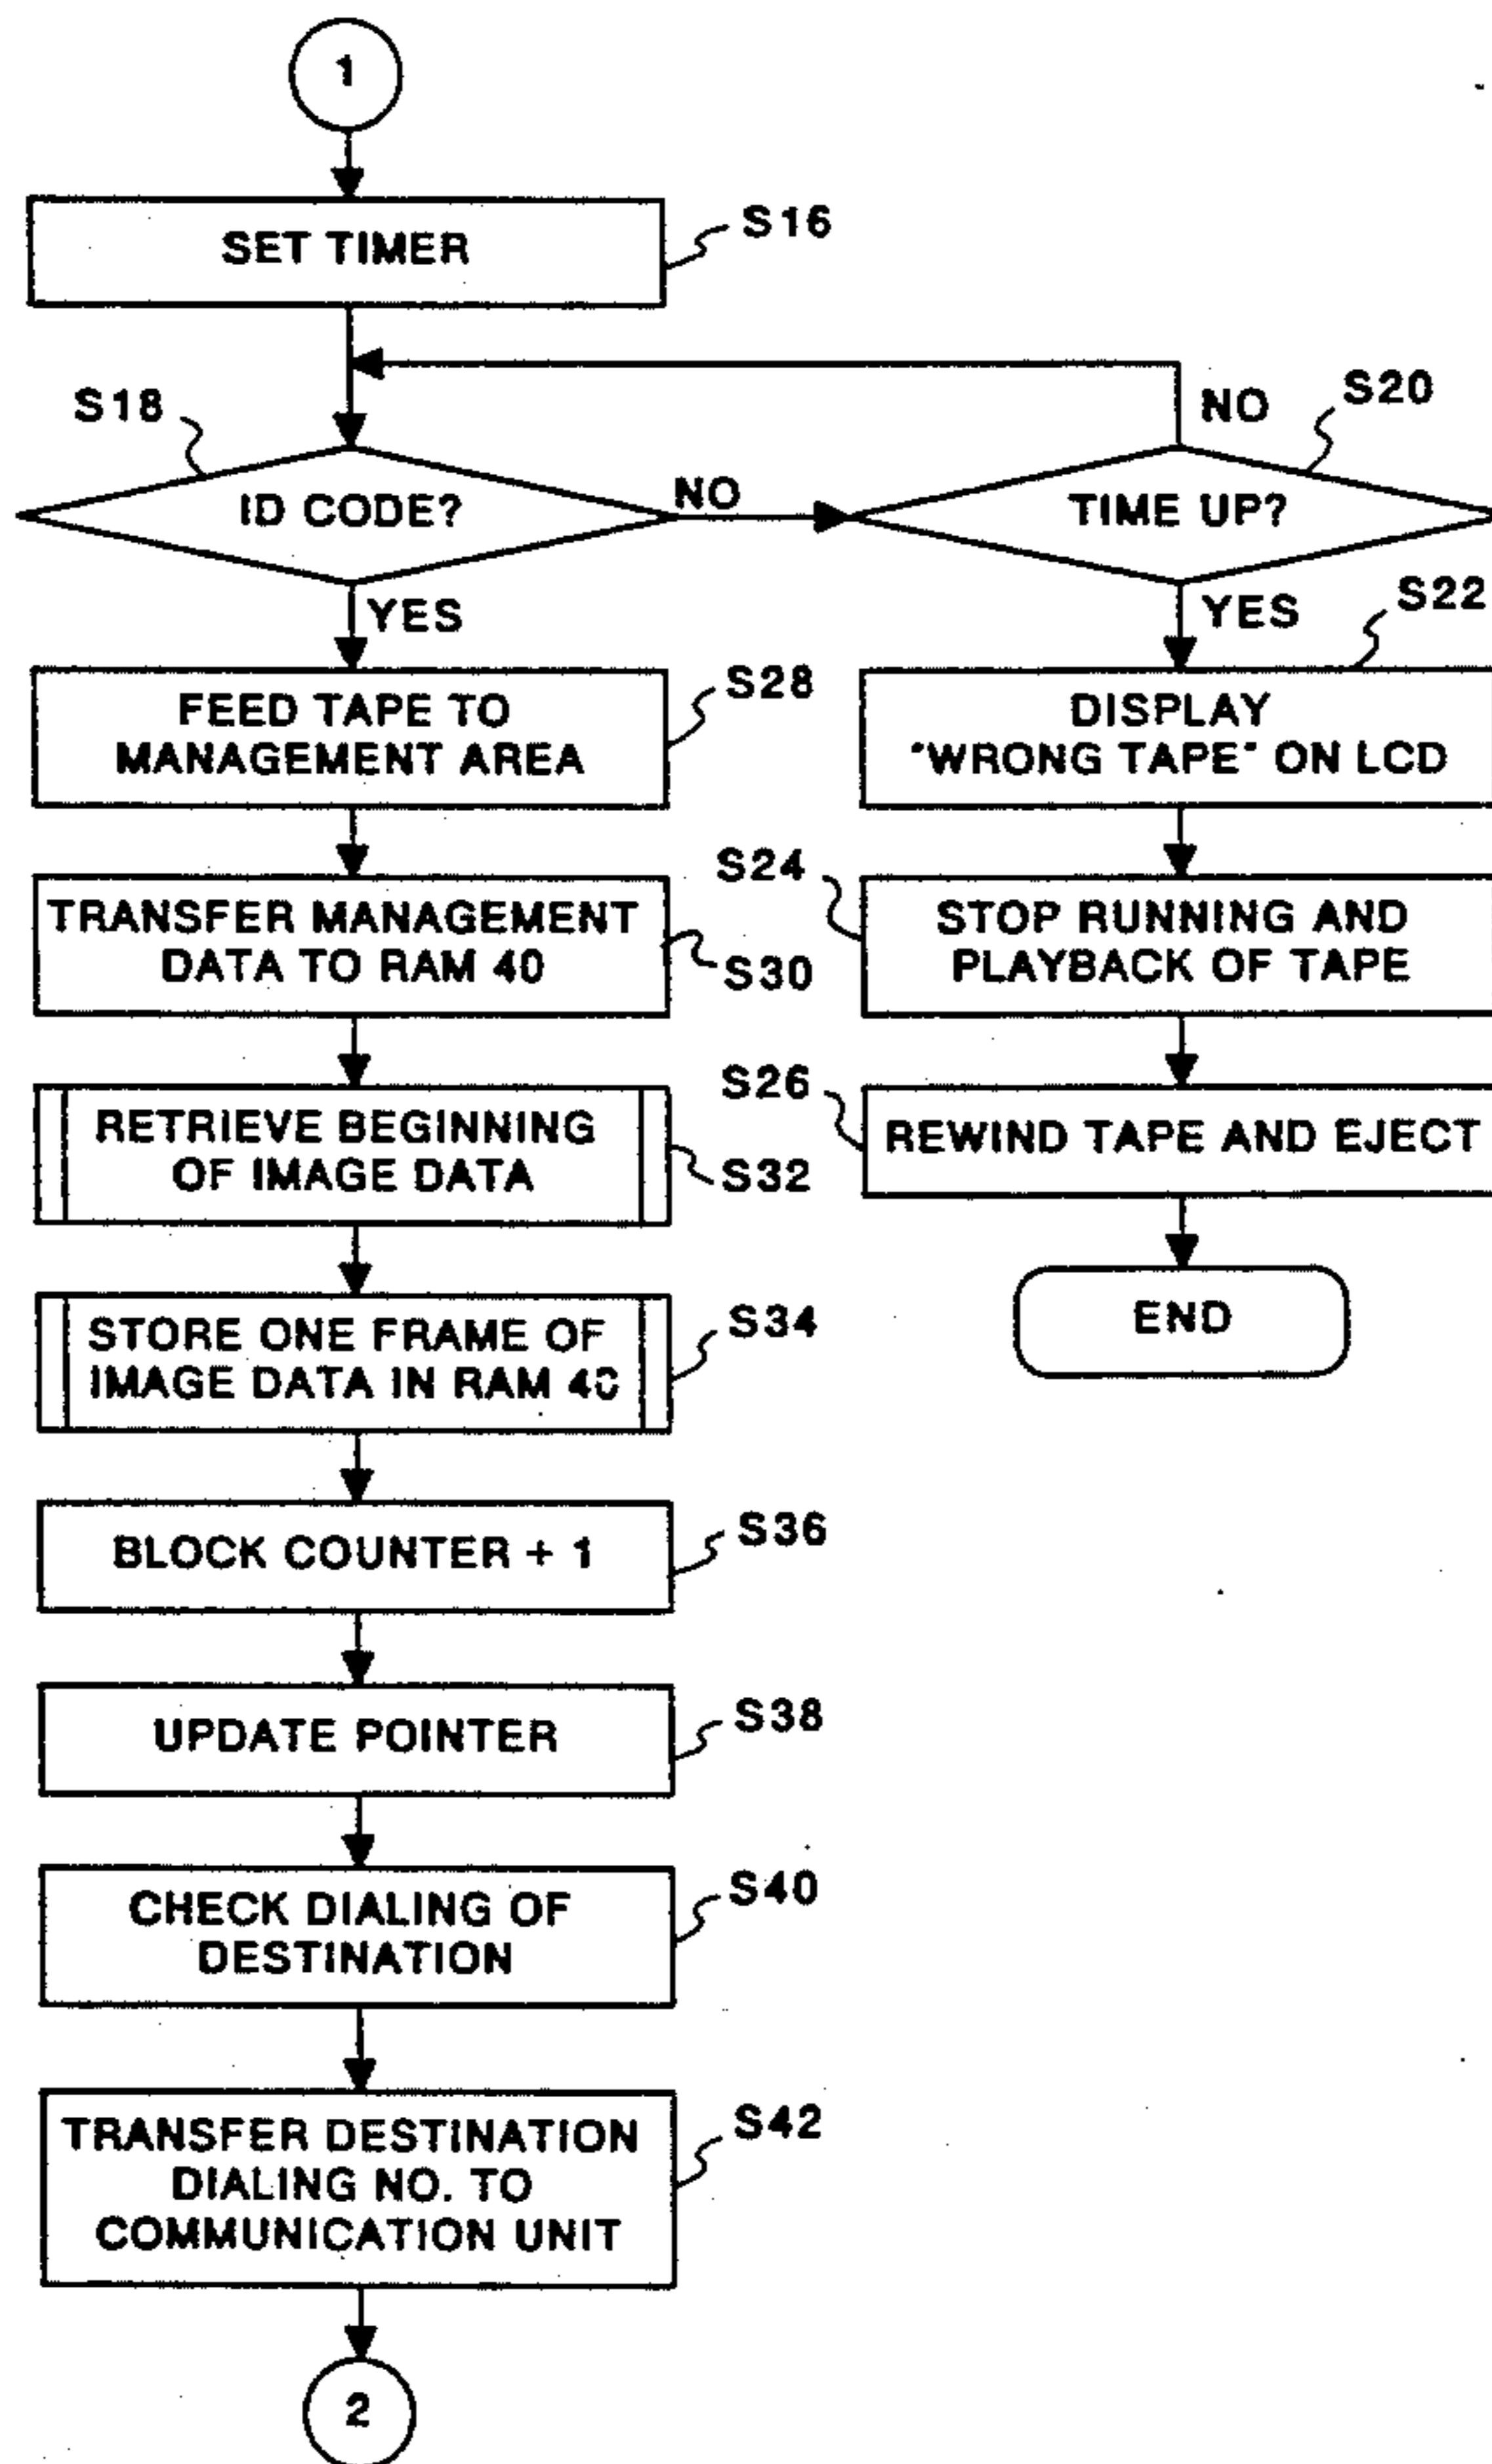 1
SET TIMER
S16
S18
ID CODE?
NO
NO
S20
TIME UP?
YES
YES
S22
FEED TAPE TO
MANAGEMENT AREA
S28
DISPLAY
"WRONG TAPE" ON LCD
TRANSFER MANAGEMENT
DATA TO RAM 40
S30
S24
STOP RUNNING AND
PLAYBACK OF TAPE
RETRIEVE BEGINNING
OF IMAGE DATA
S32
S26
REWIND TAPE AND EJECT
STORE ONE FRAME OF
IMAGE DATA IN RAM 40
S34
END
BLOCK COUNTER + 1
S36
UPDATE POINTER
S38
CHECK DIALING OF
DESTINATION
S40
TRANSFER DESTINATION
DIALING NO. TO
COMMUNICATION UNIT
S42
2